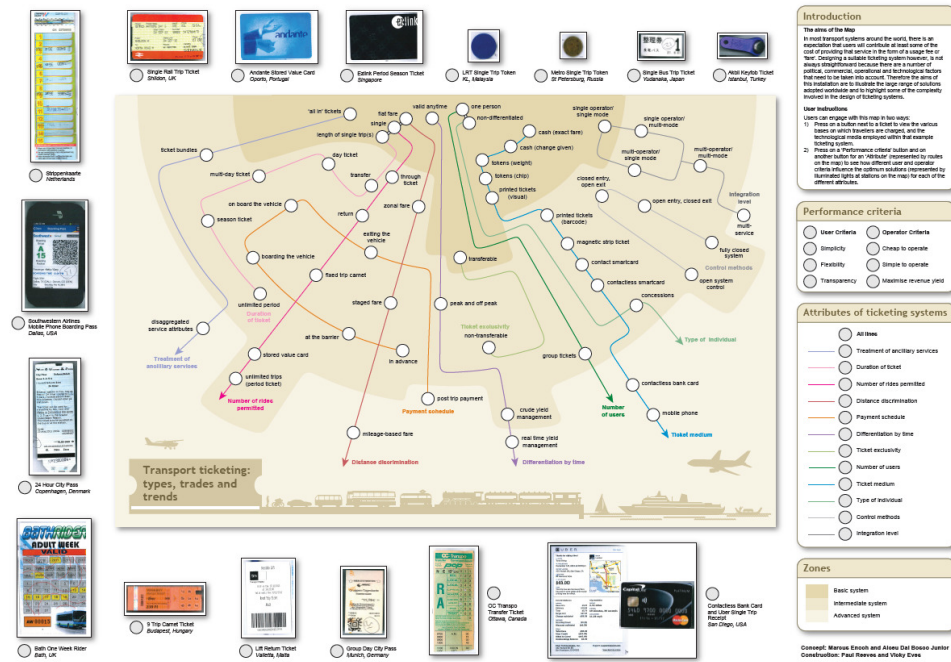 Single Rail Trip Ticket
Shildon, UK
Andante Stored Value Card
Oporto, Portugal
Ezlink Period Season Ticket
Singapore
LRT Single Trip Token
KL, Malaysia
Metro Single Trip Token
St Petersburg, Russia
Single Bus Trip Ticket
Yudanaka, Japan
Akbil Keyfob Ticket
Istanbul, Turkey
andante
Strippenkaarte
Netherlands
Southwestern Airlines
Mobile Phone Boarding Pass
Dallas, USA
24 Hour City Pass
Copenhagen, Denmark
BATHRIDER
ADULT WEEK
VALID
Bath One Week Rider
Bath, UK
9 Trip Carnet Ticket
Budapest, Hungary
Lift Return Ticket
Valletta, Malta
Group Day City Pass
Munich, Germany
OC Transpo
Transfer Ticket
Ottawa, Canada
Contactless Bank Card
and Uber Single Trip
Receipt
San Diego, USA
'all in' tickets
flat fare
single
length of single trip(s)
valid anytime
one person
non-differentiated
cash (exact fare)
cash (change given)
tokens (weight)
tokens (chip)
printed tickets
(visual)
single operator/
single mode
single operator/
multi-mode
multi-operator/
single mode
multi-operator/
multi-mode
ticket bundles
day ticket
multi-day ticket
transfer
through
ticket
closed entry,
open exit
open entry, closed exit
Integration
level
multi-
service
on board the vehicle
return
zonal fare
season ticket
exiting the
vehicle
printed tickets
(barcode)
magnetic strip ticket
fully closed
system
boarding the vehicle
fixed trip carnet
transferable
contact smartcard
Control methods
open system
control
contactless smartcard
unlimited period
Duration
of ticket
staged fare
peak and off peak
concessions
disaggregated
service attributes
at the barrier
Ticket exclusivity
non-transferable
Type of individual
Treatment of
ancillary services
stored value card
in advance
group tickets
unlimited trips
(period ticket)
contactless bank card
Number of rides
permitted
Payment schedule
post trip payment
Number
of users
mobile phone
crude yield
management
Ticket medium
mileage-based fare
real time yield
management
Distance discrimination
Differentiation by time
Transport ticketing:
types, trades and
trends
Introduction
The aims of the Map
In most transport systems around the world, there is an
expectation that users will contribute at least some of the
cost of providing that service in the form of a usage fee or
'fare'. Designing a suitable ticketing system however, is not
always straightforward because there are a number of
political, commercial, operational and technological factors
that need to be taken into account. Therefore the aims of
this installation are to illustrate the large range of solutions
adopted worldwide and to highlight some of the complexity
involved in the design of ticketing systems.
User Instructions
Users can engage with this map in two ways:
1) Press on a button next to a ticket to view the various
bases on which travellers are charged, and the
technological media employed within that example
ticketing system.
2) Press on a 'Performance criteria' button and on
another button for an 'Attribute' (represented by routes
on the map) to see how different user and operator
criteria influence the optimum solutions (represented by
illuminated lights at stations on the map) for each of the
different attributes.
Performance criteria
User Criteria
Operator Criteria
Simplicity
Cheap to operate
Flexibility
Simple to operate
Transparency
Maximise revenue yield
Attributes of ticketing systems
All lines
Treatment of ancillary services
Duration of ticket
Number of rides permitted
Distance discrimination
Payment schedule
Differentiation by time
Ticket exclusivity
Number of users
Ticket medium
Type of individual
Control methods
Integration level
Zones
Basic system
Intermediate system
Advanced system
Concept: Marcus Enoch and Alceu Dal Bosco Junior
Construction: Paul Reeves and Vicky Eves